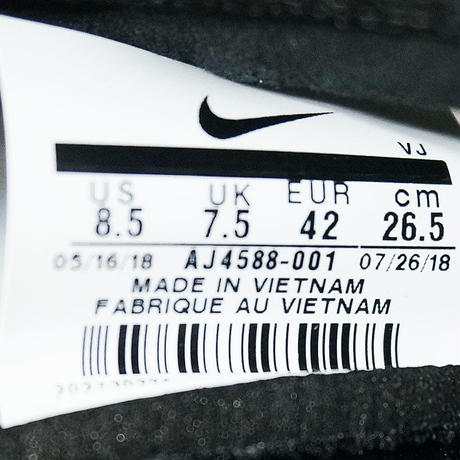 VJ
US UK EUR cm
8.5 7.5 42 26.5
05/16/18 AJ4588-001 07/26/18
MADE IN VIETNAM
FABRIQUE AU VIETNAM